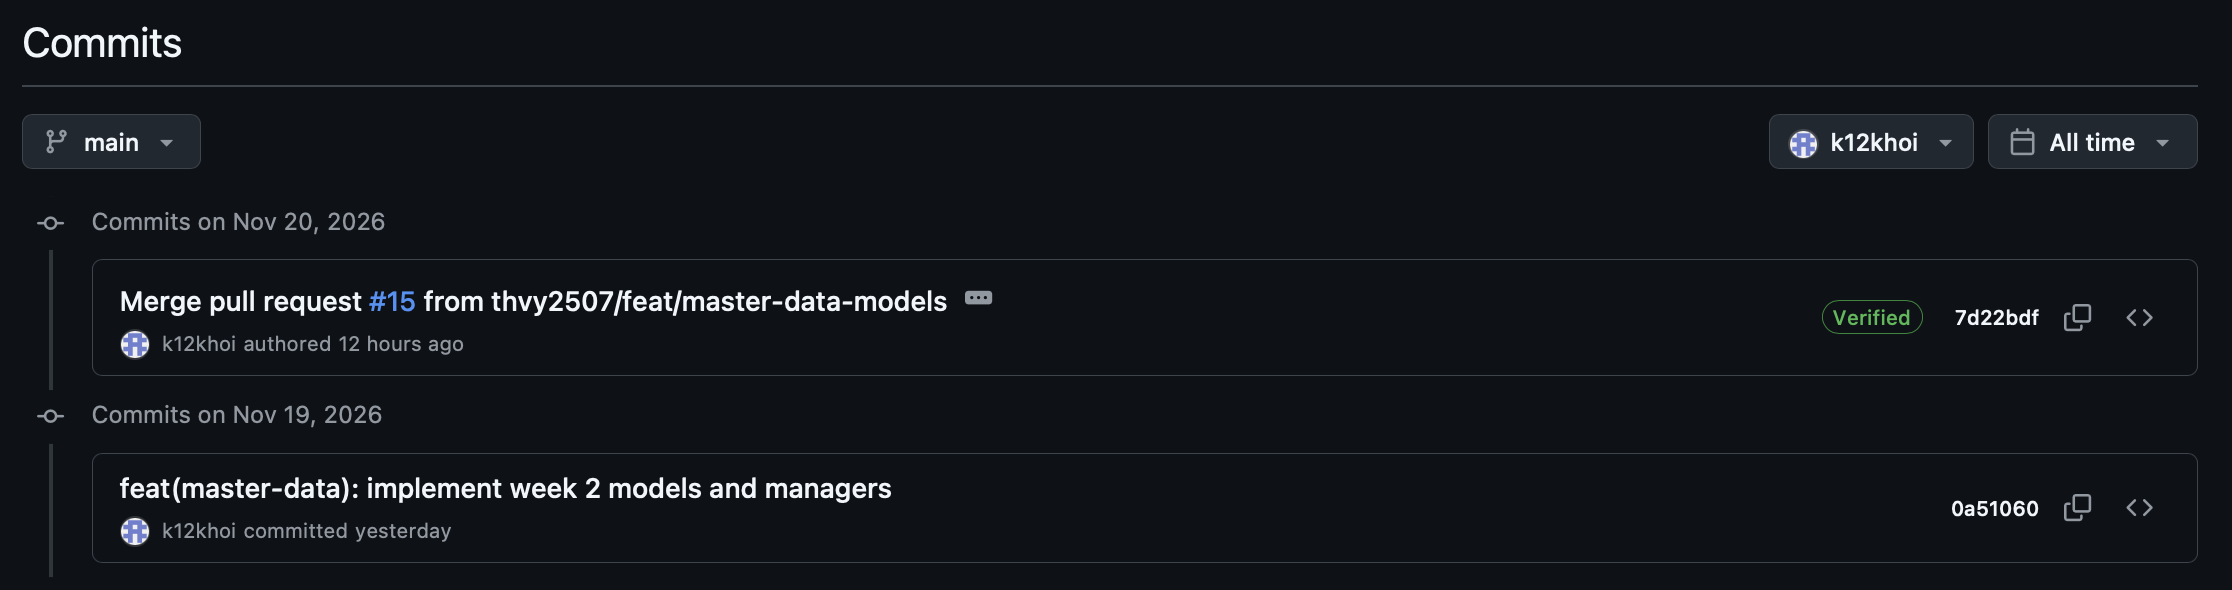 Commits
main
k12khoi
All time
Commits on Nov 20, 2026
Merge pull request #15 from thvy2507/feat/master-data-models
k12khoi authored 12 hours ago
Verified
7d22bdf
Commits on Nov 19, 2026
feat(master-data): implement week 2 models and managers
k12khoi committed yesterday
0a51060